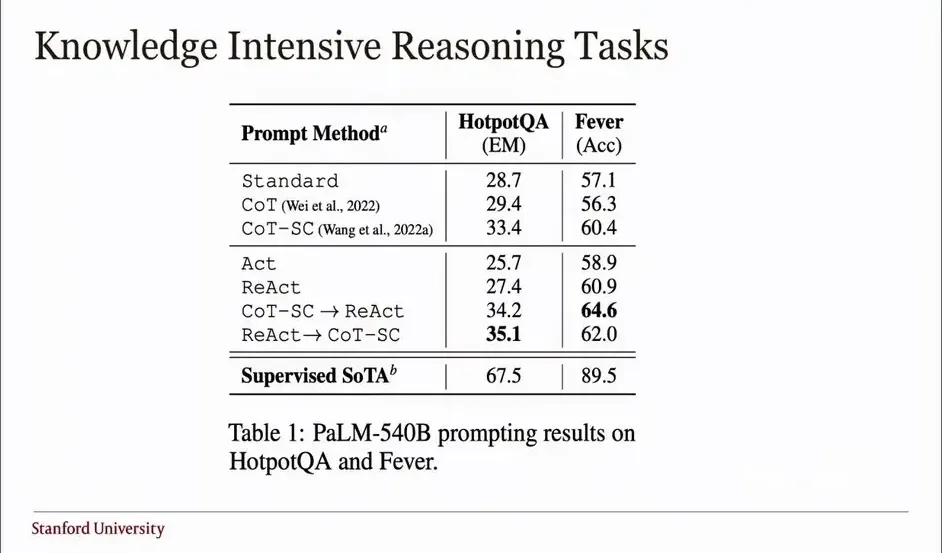 Knowledge Intensive Reasoning Tasks
Prompt Method^a HotpotQA (EM) Fever (Acc)
Standard 28.7 57.1
CoT (Wei et al., 2022) 29.4 56.3
CoT-SC (Wang et al., 2022a) 33.4 60.4
Act 25.7 58.9
ReAct 27.4 60.9
CoT-SC → ReAct 34.2 64.6
ReAct → CoT-SC 35.1 62.0
Supervised SoTA^b 67.5 89.5
Table 1: PaLM-540B prompting results on
HotpotQA and Fever.
Stanford University